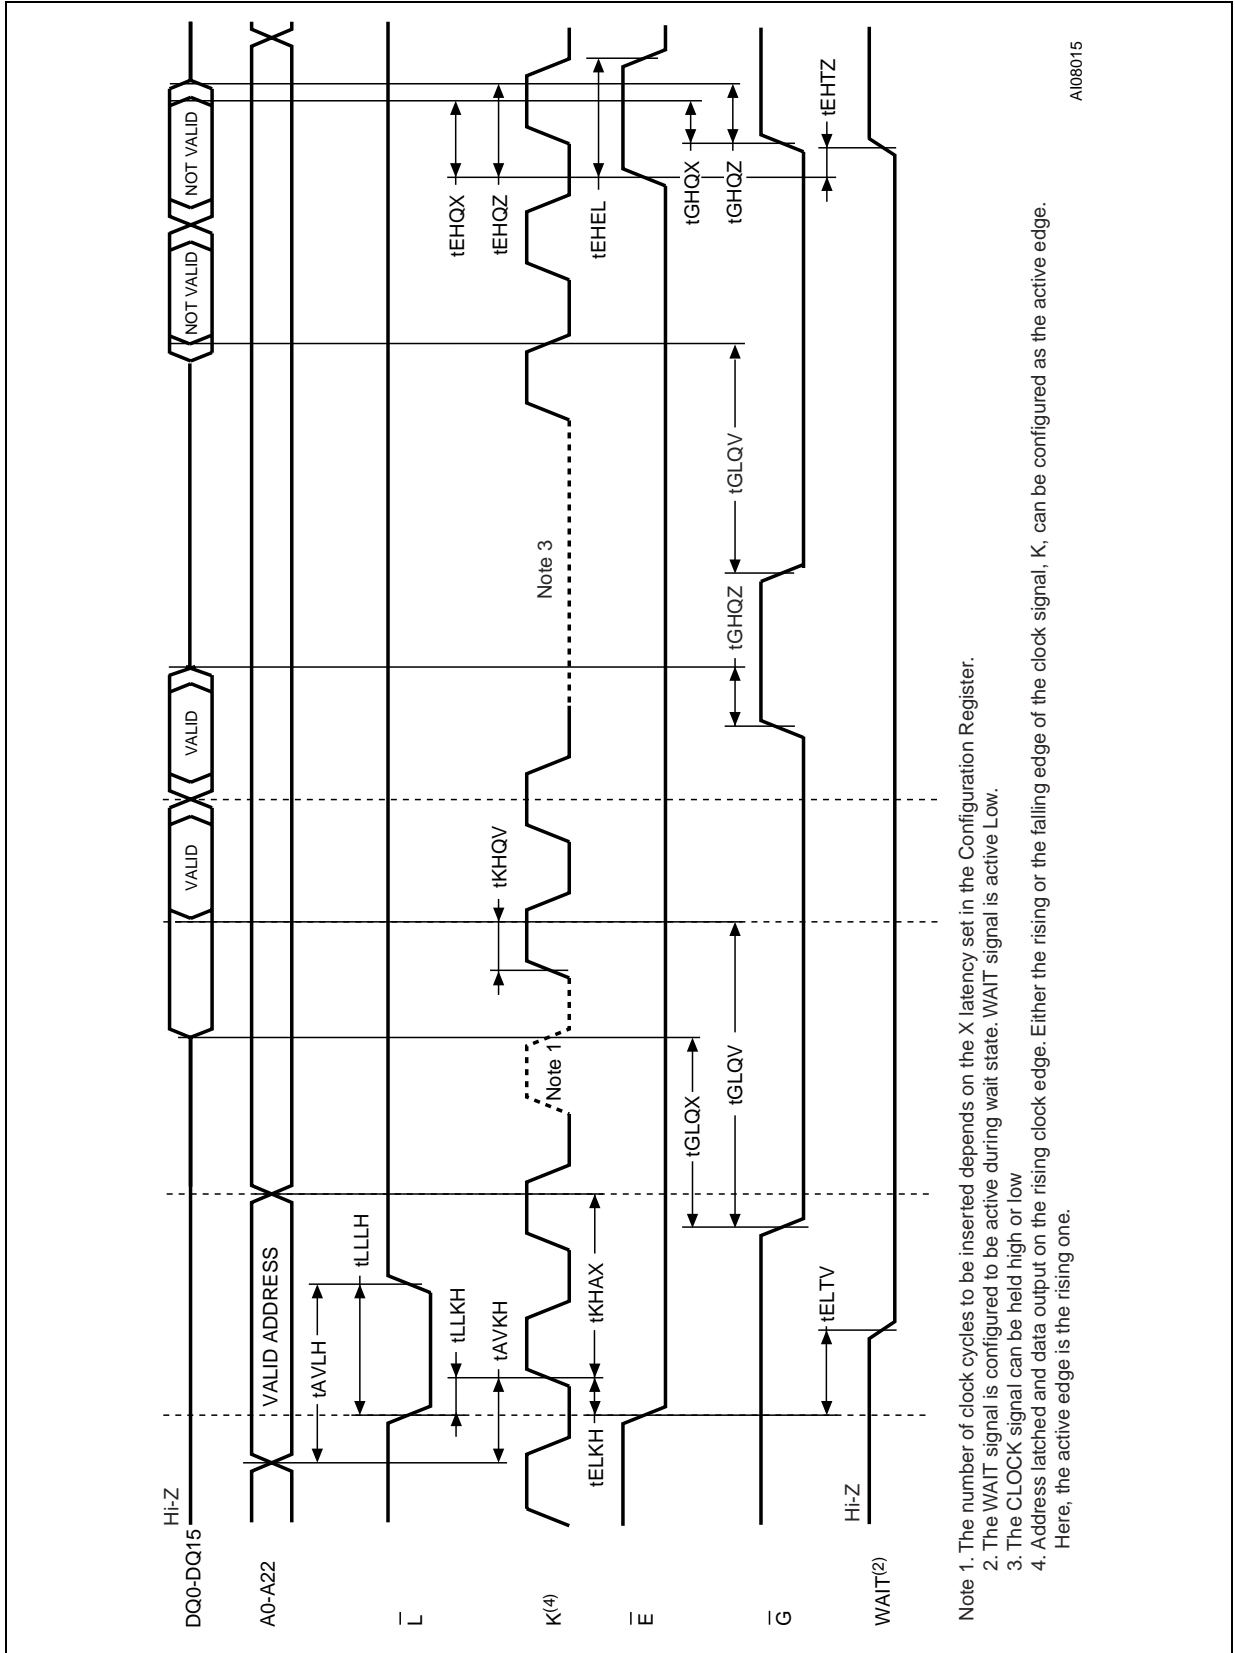 Hi-Z
DQ0-DQ15
VALID
VALID
NOT VALID
NOT VALID
A0-A22
VALID ADDRESS
tAVLH
tLLLH
L
tLLKH
tEHQX
tAVKH
tKHQV
tEHQZ
K(4)
Note 1
Note 3
tELKH
tKHAX
tEHEL
E
tGLQX
tGHQX
tGLQV
tGHQZ
tGLQV
tGHQZ
G
tELTV
tEHTZ
Hi-Z
WAIT(2)
Note 1. The number of clock cycles to be inserted depends on the X latency set in the Configuration Register.
2. The WAIT signal is configured to be active during wait state. WAIT signal is active Low.
3. The CLOCK signal can be held high or low
4. Address latched and data output on the rising clock edge. Either the rising or the falling edge of the clock signal, K, can be configured as the active edge.
Here, the active edge is the rising one.
AI08015